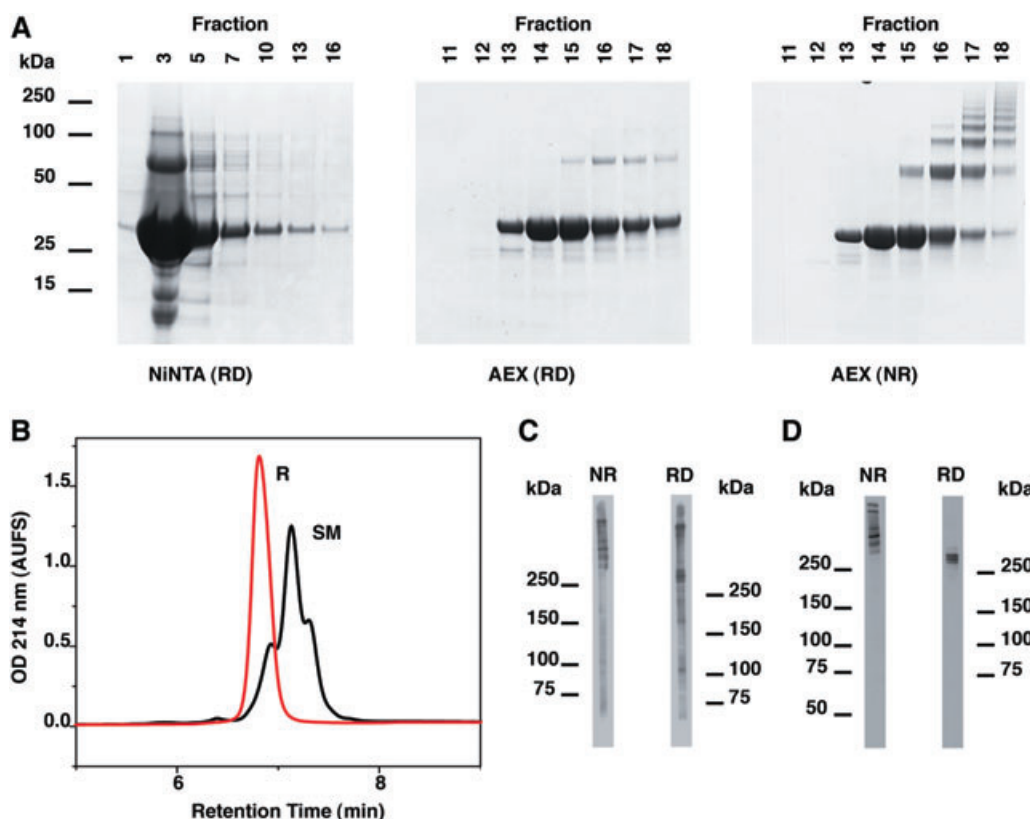 A
Fraction
kDa
1 3 5 7 10 13 16
250
100
50
25
15
NiNTA (RD)
Fraction
11 12 13 14 15 16 17 18
AEX (RD)
Fraction
11 12 13 14 15 16 17 18
AEX (NR)
B
OD 214 nm (AUFS)
1.5
1.0
0.5
0.0
R
SM
6 8
Retention Time (min)
C
NR RD
kDa
250
150
100
75
kDa
250
150
100
75
D
NR RD
kDa
250
150
100
75
50
kDa
250
150
100
75